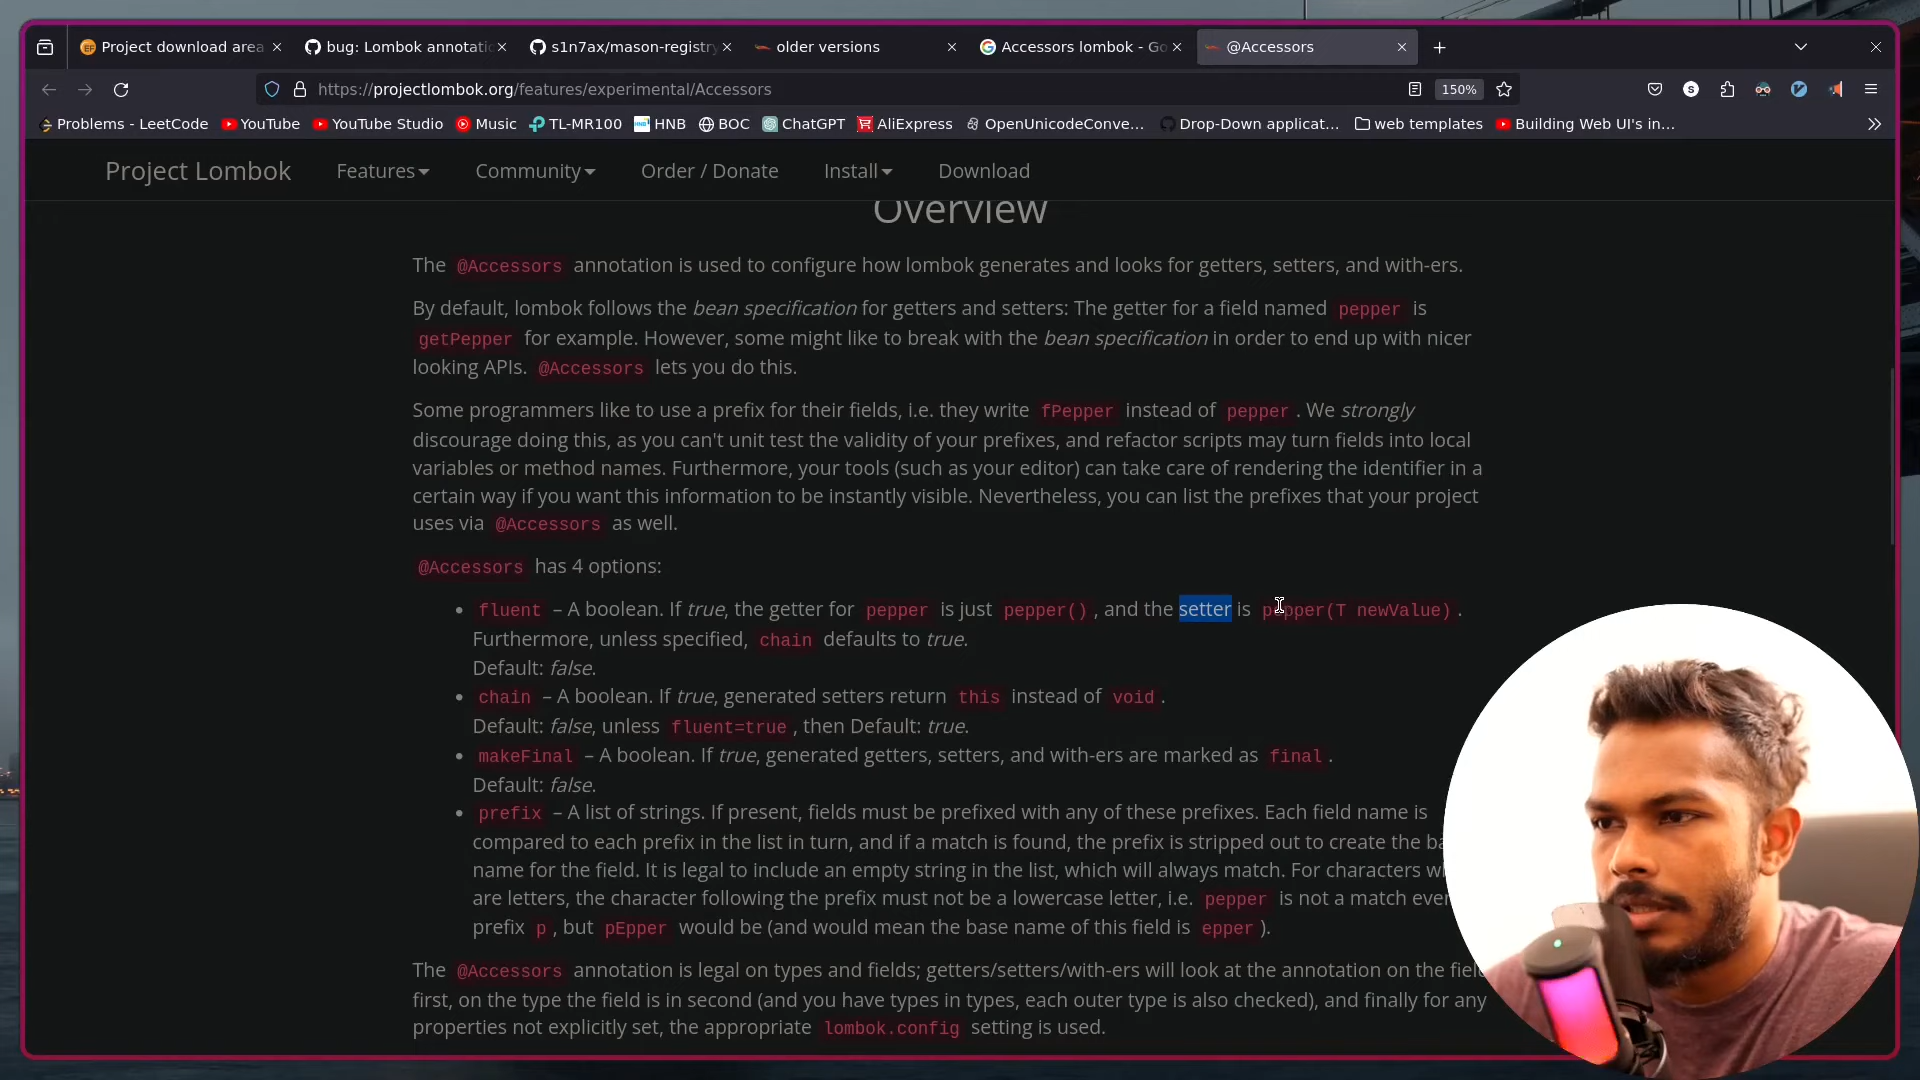 Project download area
bug: Lombok annotatio
s1n7ax/mason-registry
older versions
Accessors lombok - Go
@Accessors
https://projectlombok.org/features/experimental/Accessors
150%
Problems - LeetCode
YouTube
YouTube Studio
Music
TL-MR100
HNB
BOC
ChatGPT
AliExpress
OpenUnicodeConve...
Drop-Down applicat...
web templates
Building Web UI's in...
Project Lombok
Features
Community
Order / Donate
Install
Download
Overview
The @Accessors annotation is used to configure how lombok generates and looks for getters, setters, and with-ers.
By default, lombok follows the bean specification for getters and setters: The getter for a field named pepper is
getPepper for example. However, some might like to break with the bean specification in order to end up with nicer
looking APIs. @Accessors lets you do this.
Some programmers like to use a prefix for their fields, i.e. they write fPepper instead of pepper. We strongly
discourage doing this, as you can't unit test the validity of your prefixes, and refactor scripts may turn fields into local
variables or method names. Furthermore, your tools (such as your editor) can take care of rendering the identifier in a
certain way if you want this information to be instantly visible. Nevertheless, you can list the prefixes that your project
uses via @Accessors as well.
@Accessors has 4 options:
• fluent – A boolean. If true, the getter for pepper is just pepper(), and the setter is pepper(T newValue).
Furthermore, unless specified, chain defaults to true.
Default: false.
• chain – A boolean. If true, generated setters return this instead of void.
Default: false, unless fluent=true, then Default: true.
• makeFinal – A boolean. If true, generated getters, setters, and with-ers are marked as final.
Default: false.
• prefix – A list of strings. If present, fields must be prefixed with any of these prefixes. Each field name is
compared to each prefix in the list in turn, and if a match is found, the prefix is stripped out to create the ba
name for the field. It is legal to include an empty string in the list, which will always match. For characters w
are letters, the character following the prefix must not be a lowercase letter, i.e. pepper is not a match even
prefix p, but pEpper would be (and would mean the base name of this field is epper).
The @Accessors annotation is legal on types and fields; getters/setters/with-ers will look at the annotation on the fiel
first, on the type the field is in second (and you have types in types, each outer type is also checked), and finally for any
properties not explicitly set, the appropriate lombok.config setting is used.